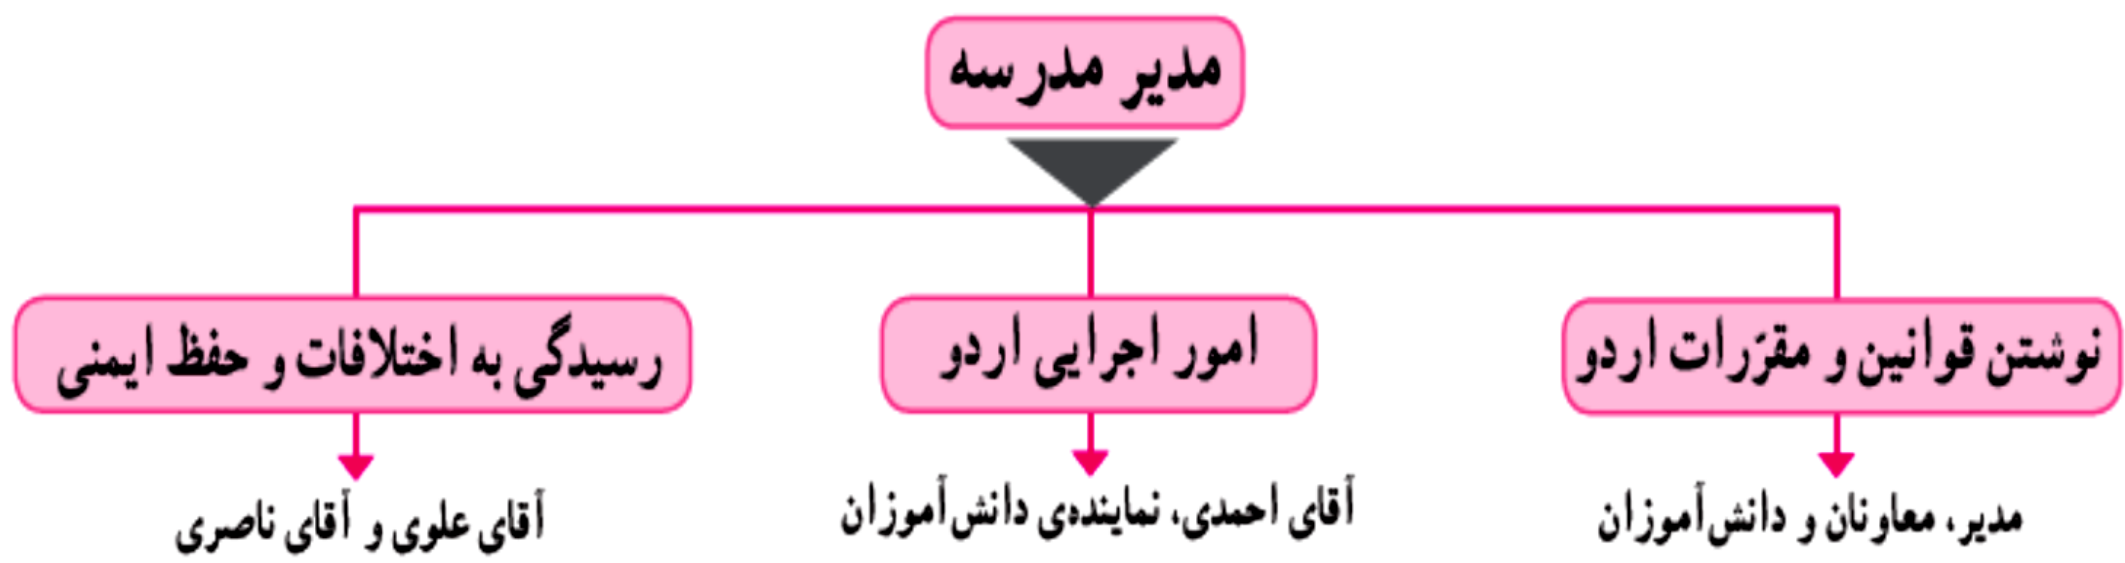 مدیر مدرسه
نوشتن قوانین و مقرّرات اردو
امور اجرایی اردو
رسیدگی به اختلافات و حفظ ایمنی
مدیر، معاونان و دانش‌آموزان
آقای احمدی، نماینده‌ی دانش‌آموزان
آقای علوی و آقای ناصری